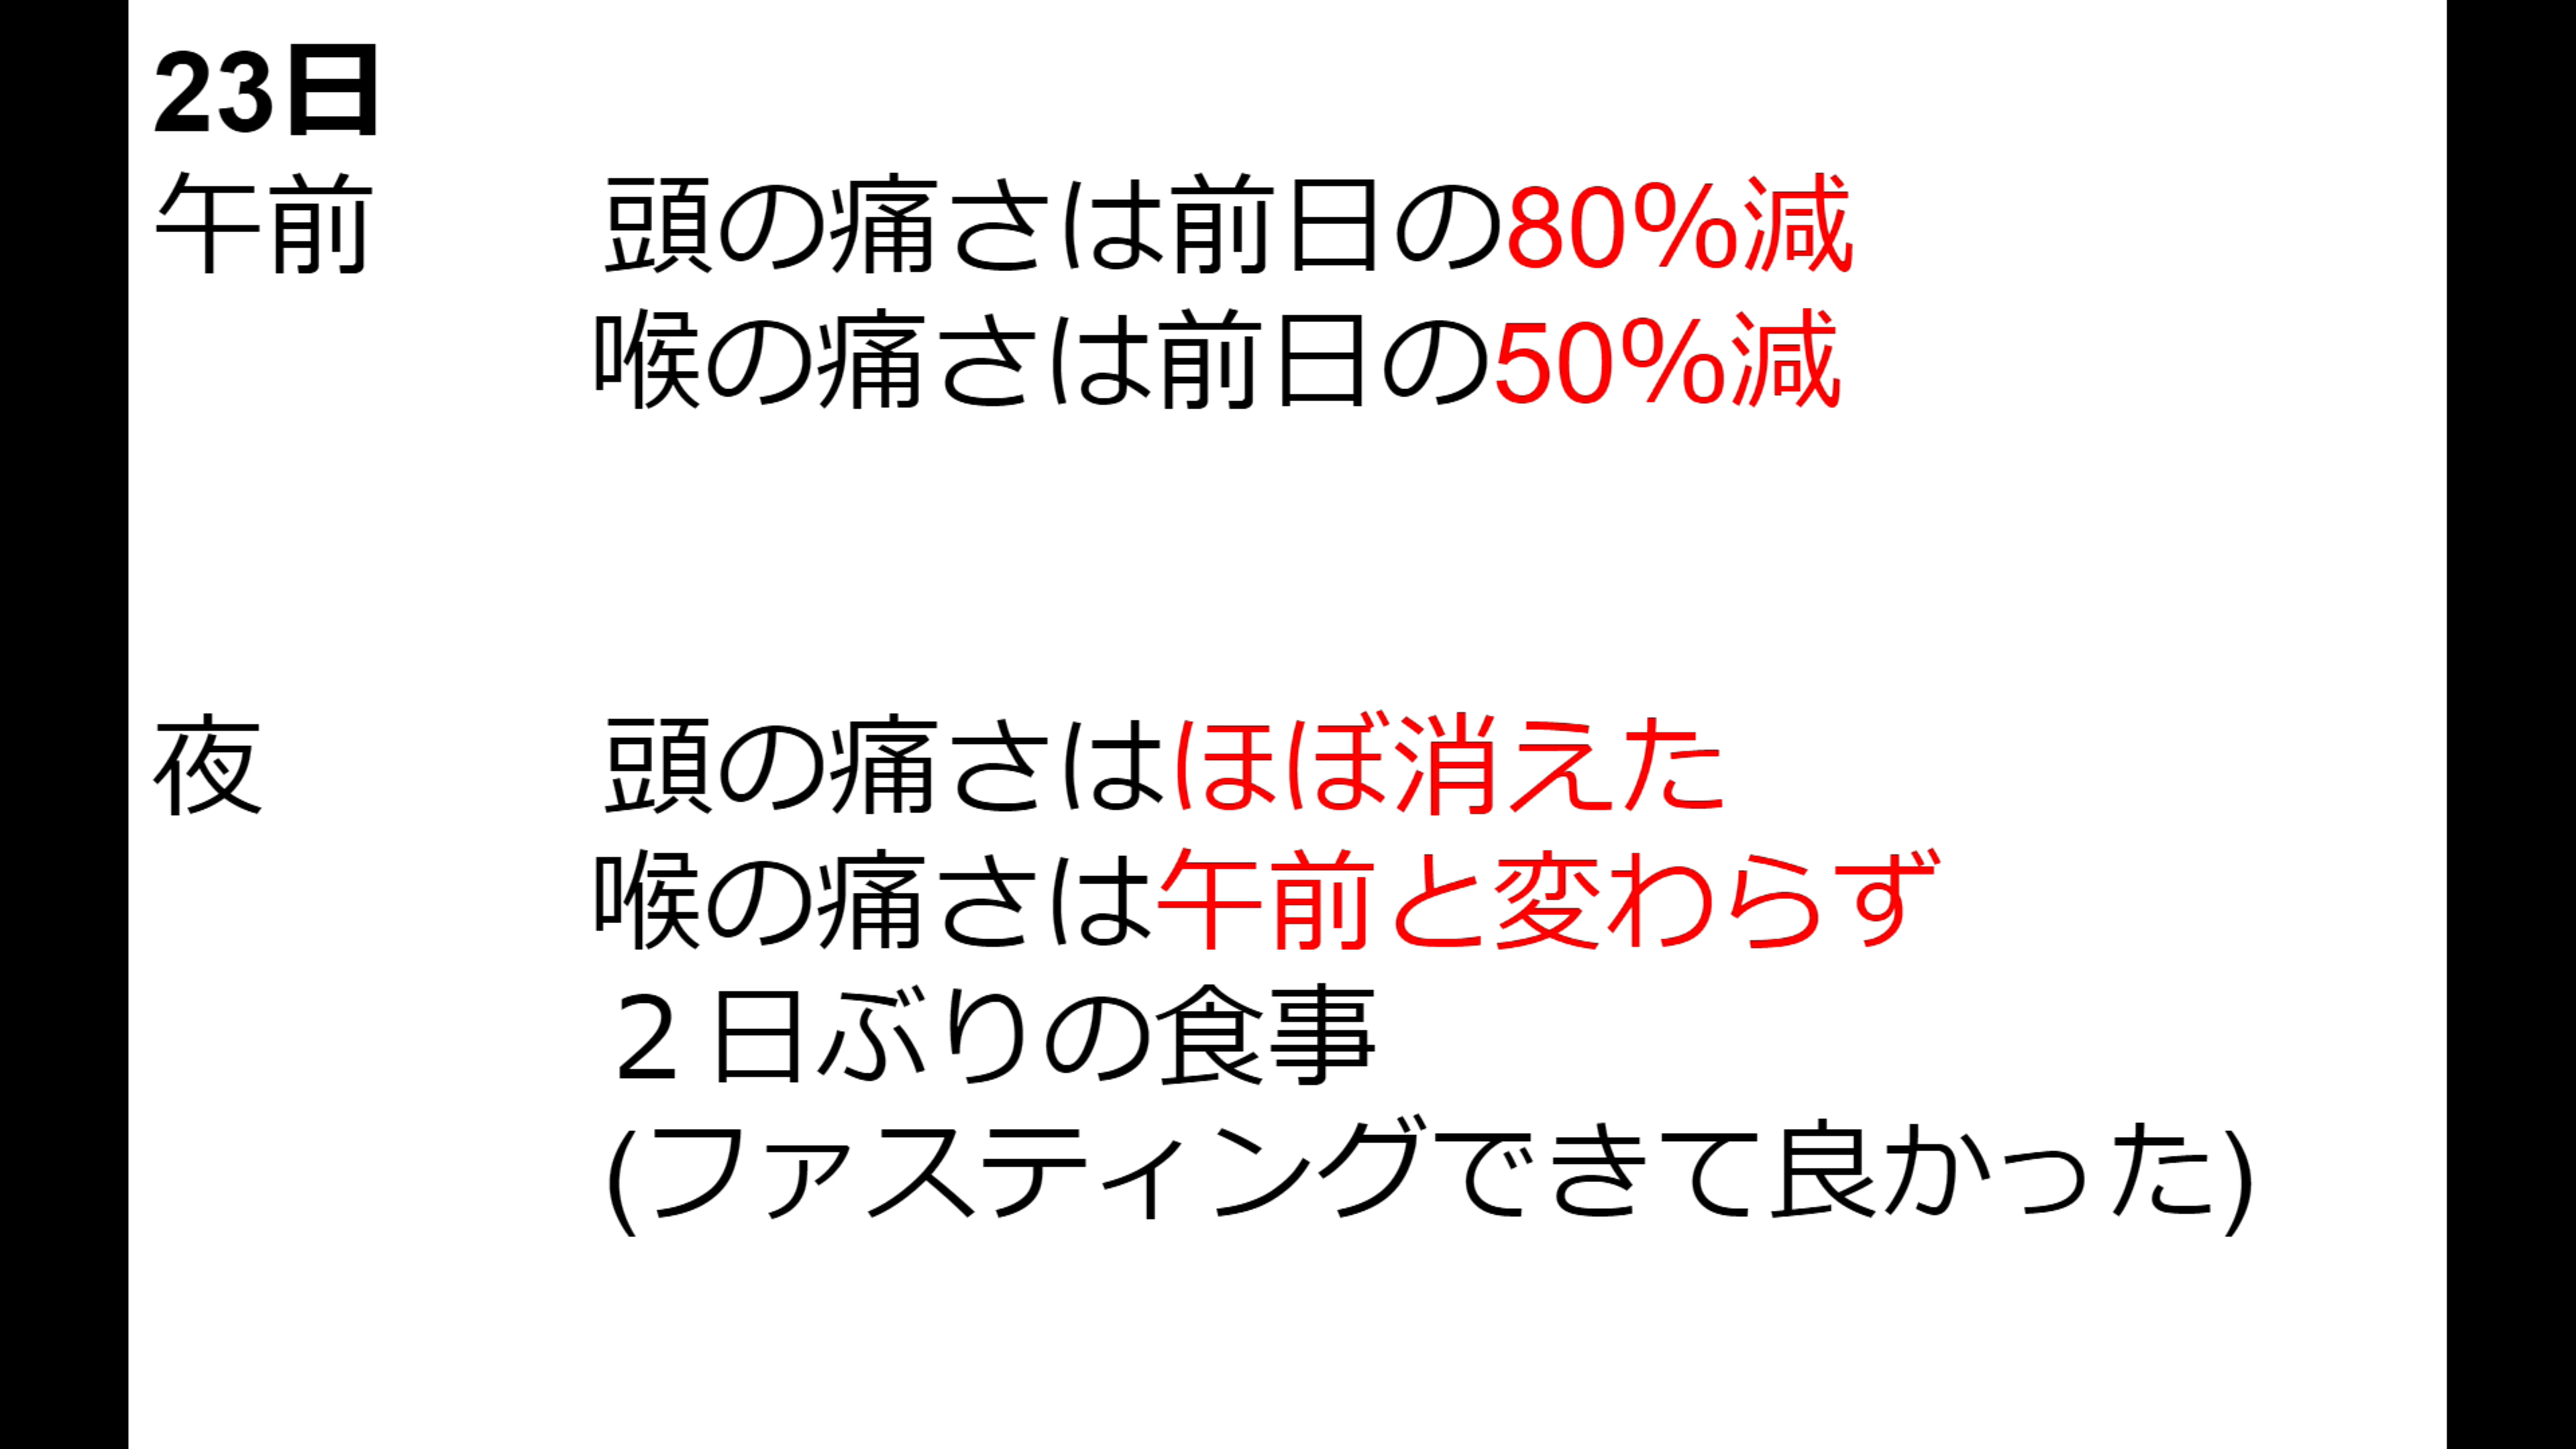 23日
午前 頭の痛さは前日の80%減
喉の痛さは前日の50%減
夜 頭の痛さはほぼ消えた
喉の痛さは午前と変わらず
２日ぶりの食事
(ファスティングできて良かった)